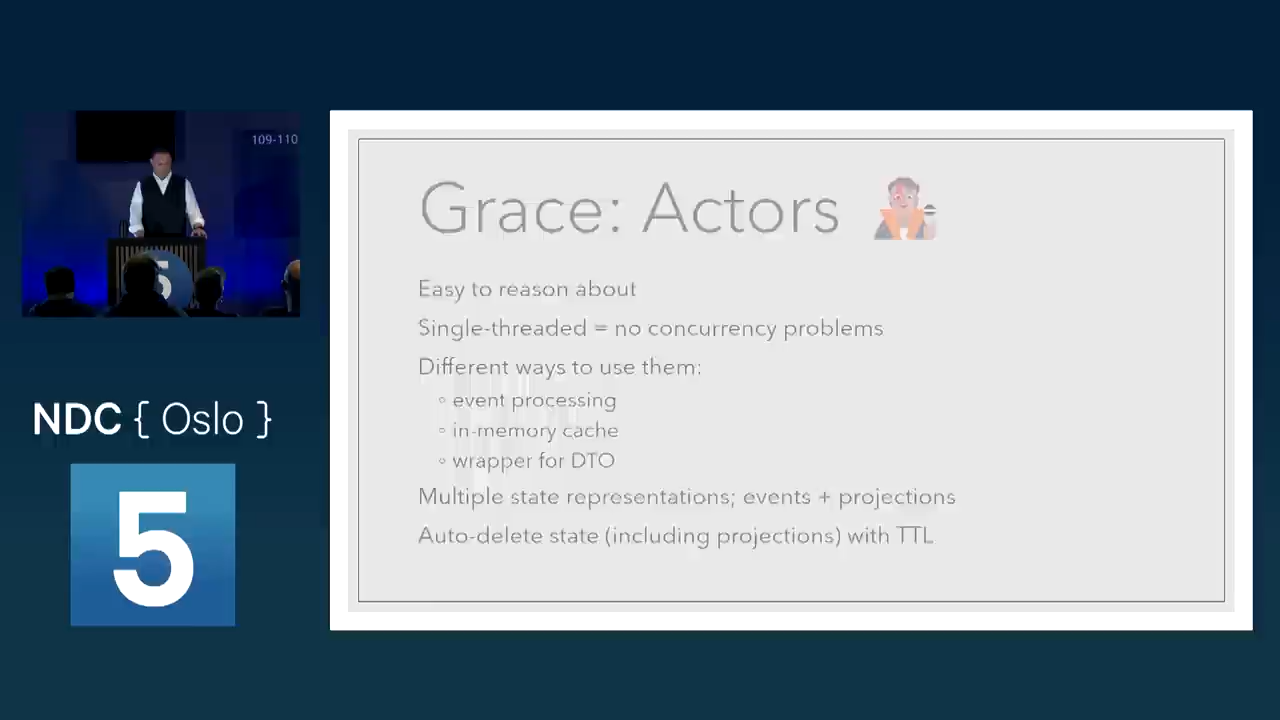 109-110
5
NDC { Oslo }
5
Grace: Actors
Easy to reason about
Single-threaded = no concurrency problems
Different ways to use them:
◦ event processing
◦ in-memory cache
◦ wrapper for DTO
Multiple state representations; events + projections
Auto-delete state (including projections) with TTL